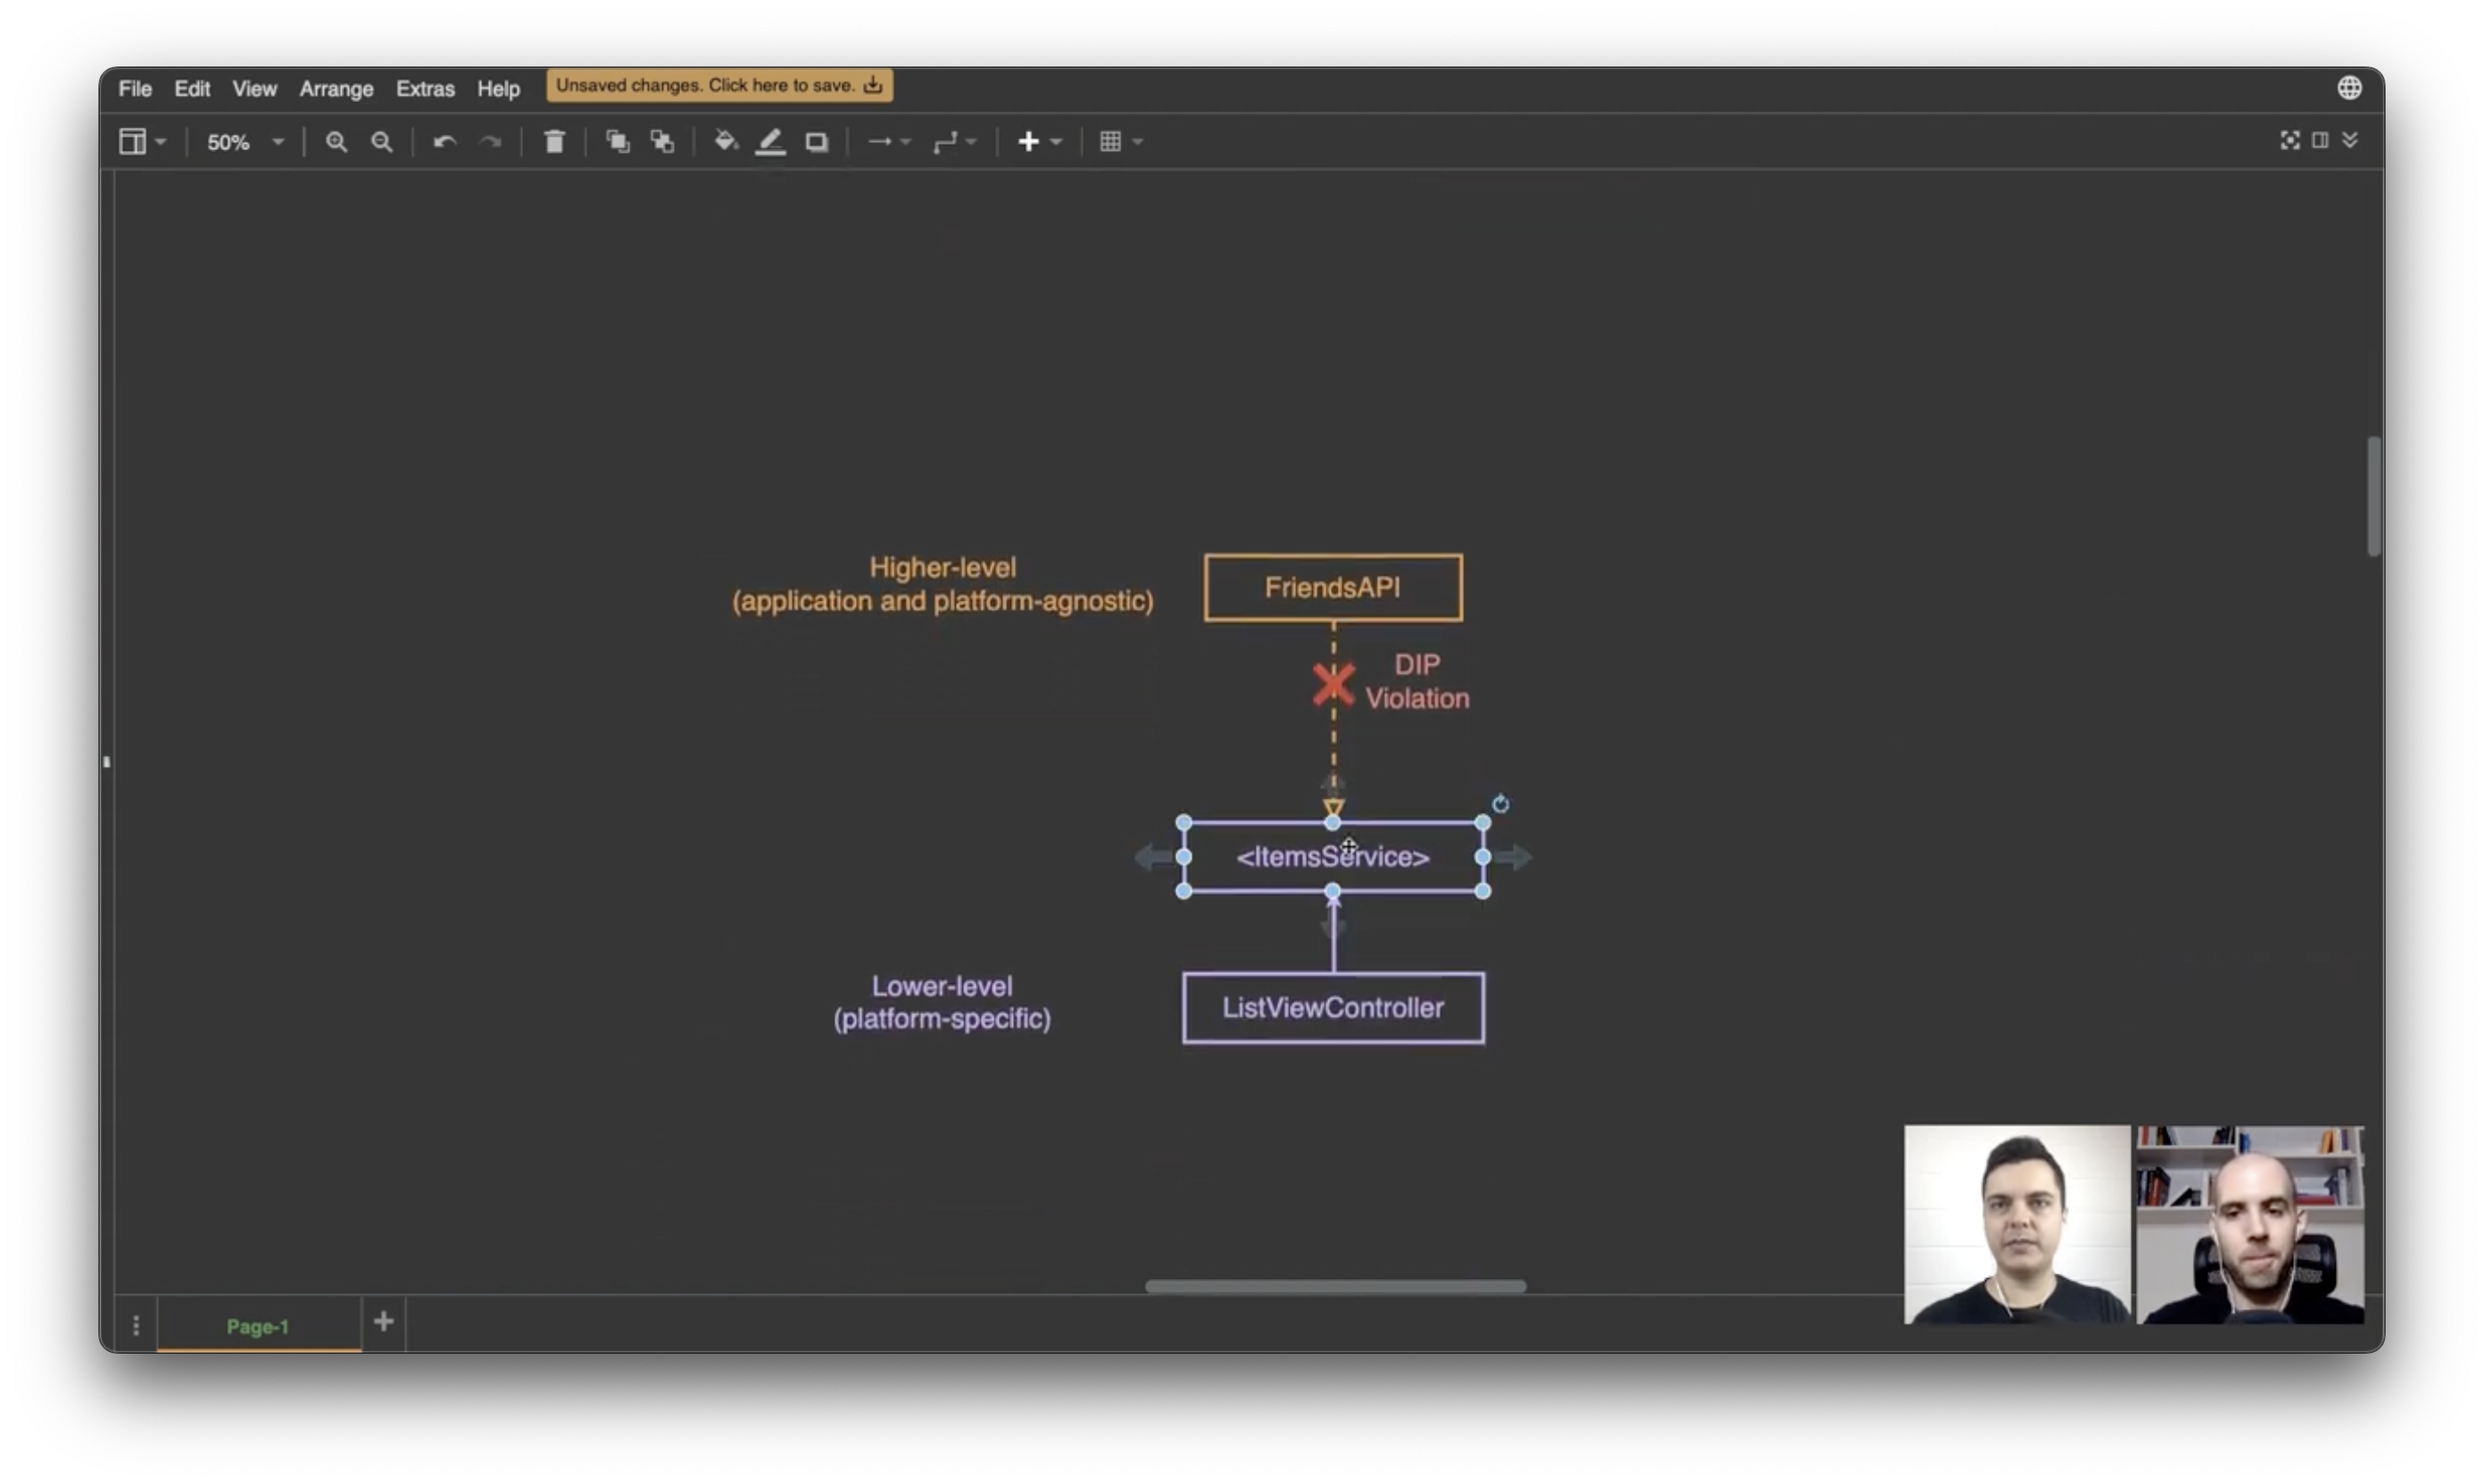 File Edit View Arrange Extras Help Unsaved changes. Click here to save.
50%
Higher-level
(application and platform-agnostic)
FriendsAPI
DIP
Violation
<ItemsService>
Lower-level
(platform-specific)
ListViewController
Page-1